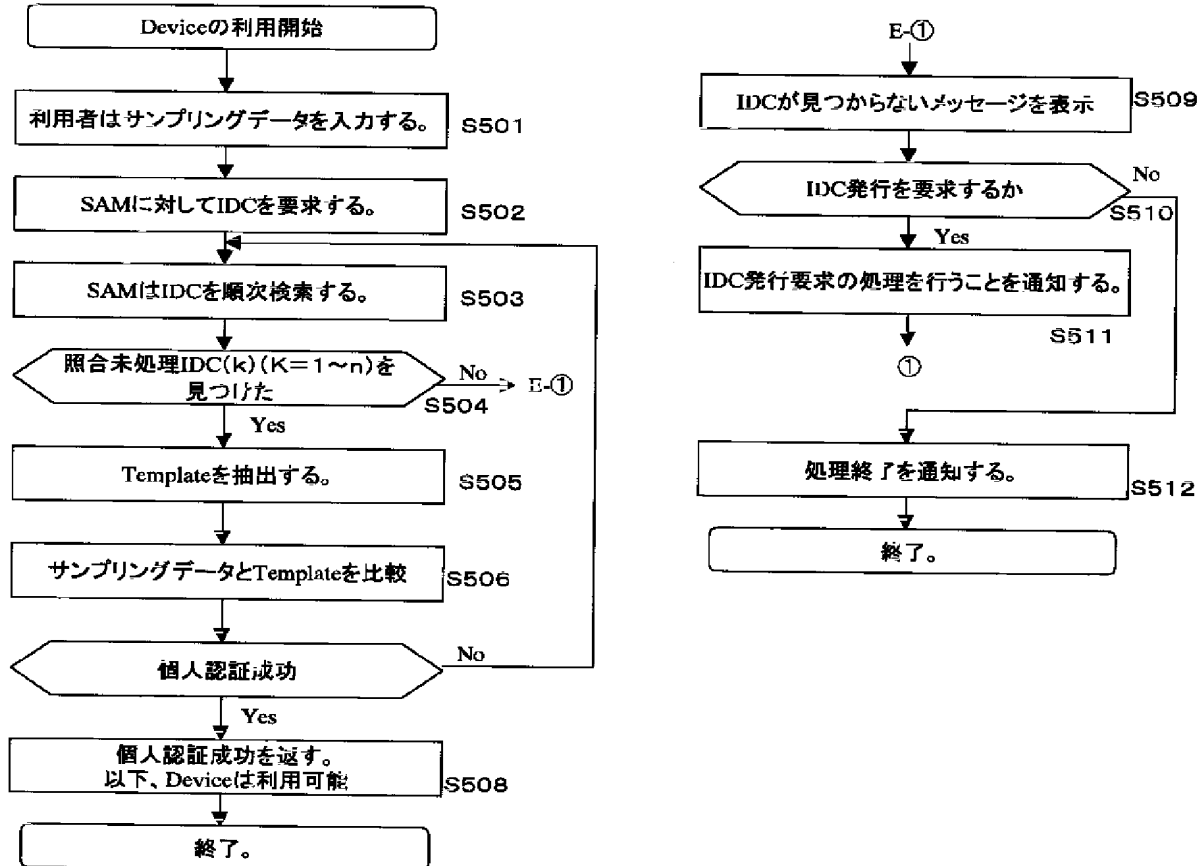 Deviceの利用開始
利用者はサンプリングデータを入力する。
S501
SAMに対してIDCを要求する。
S502
SAMはIDCを順次検索する。
S503
照合未処理IDC(k)(K=1~n)を
見つけた
No
E-①
S504
Yes
Templateを抽出する。
S505
サンプリングデータとTemplateを比較
S506
個人認証成功
No
Yes
個人認証成功を返す。
以下、Deviceは利用可能
S508
終了。
E-①
IDCが見つからないメッセージを表示
S509
IDC発行を要求するか
No
S510
Yes
IDC発行要求の処理を行うことを通知する。
S511
①
処理終了を通知する。
S512
終了。